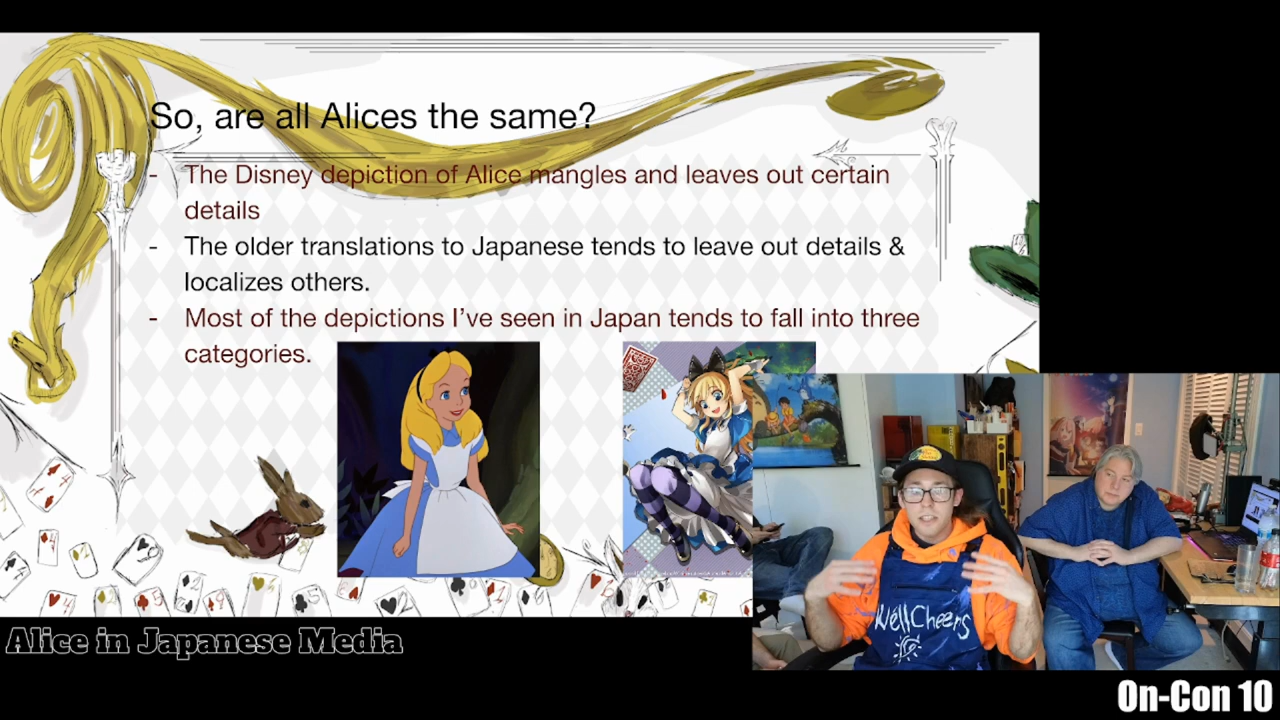 So, are all Alices the same?
- The Disney depiction of Alice mangles and leaves out certain
details
- The older translations to Japanese tends to leave out details &
localizes others.
- Most of the depictions I've seen in Japan tends to fall into three
categories.
WellCheers
Alice in Japanese Media
On-Con 10